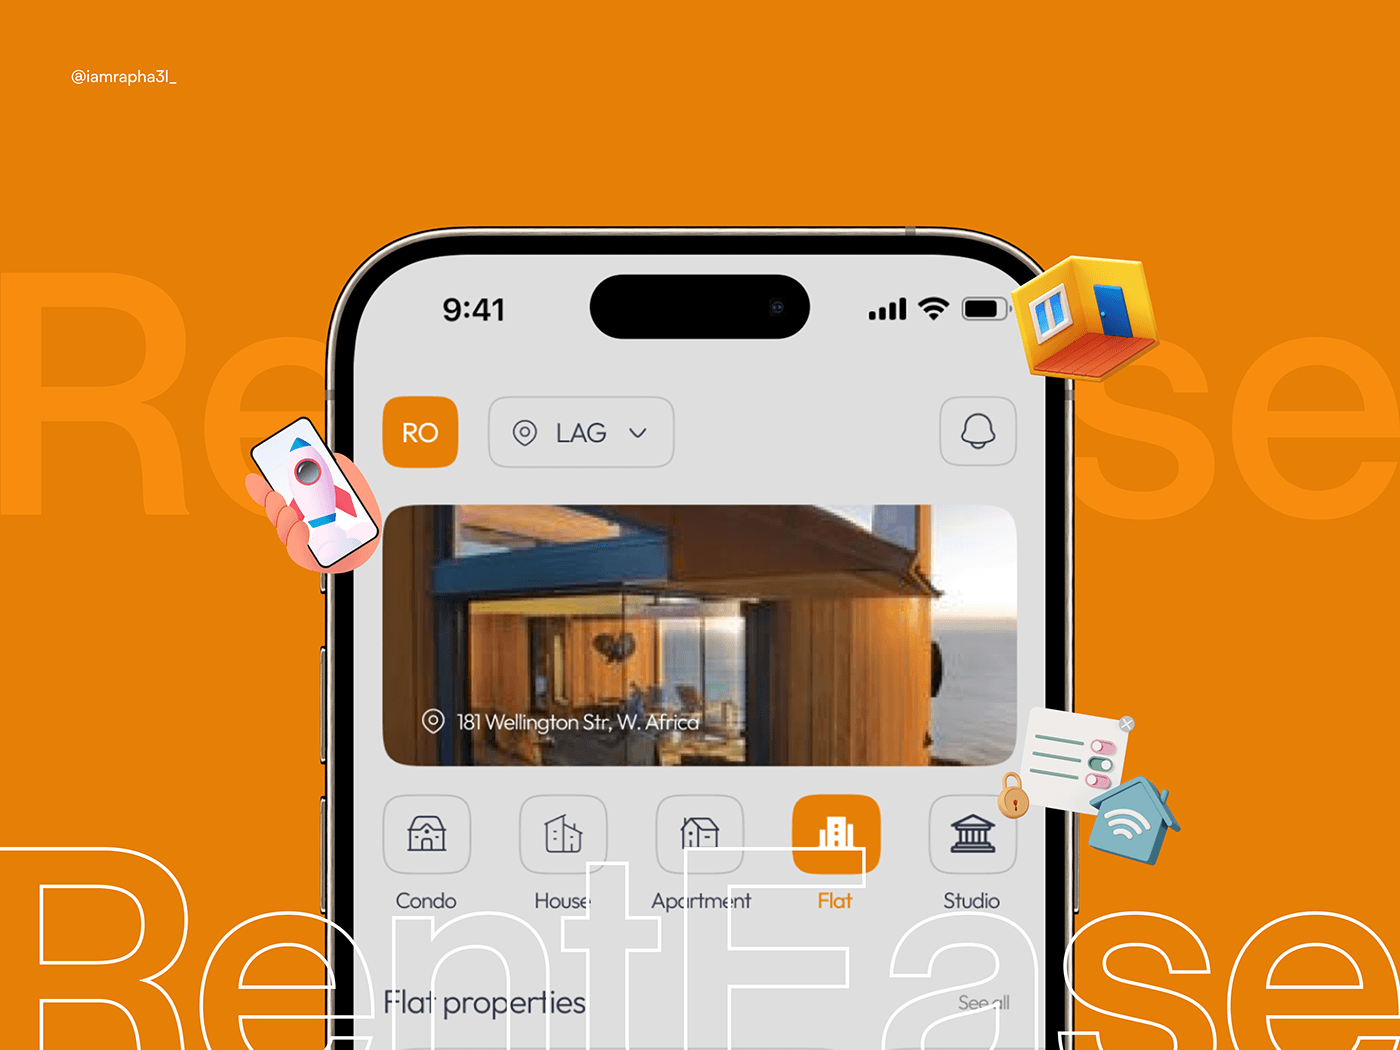 @iamrapha3l_
RentEase
9:41
RO
LAG
181 Wellington Str, W. Africa
Condo
House
Apartment
Flat
Studio
RentEase
Flat properties
See all